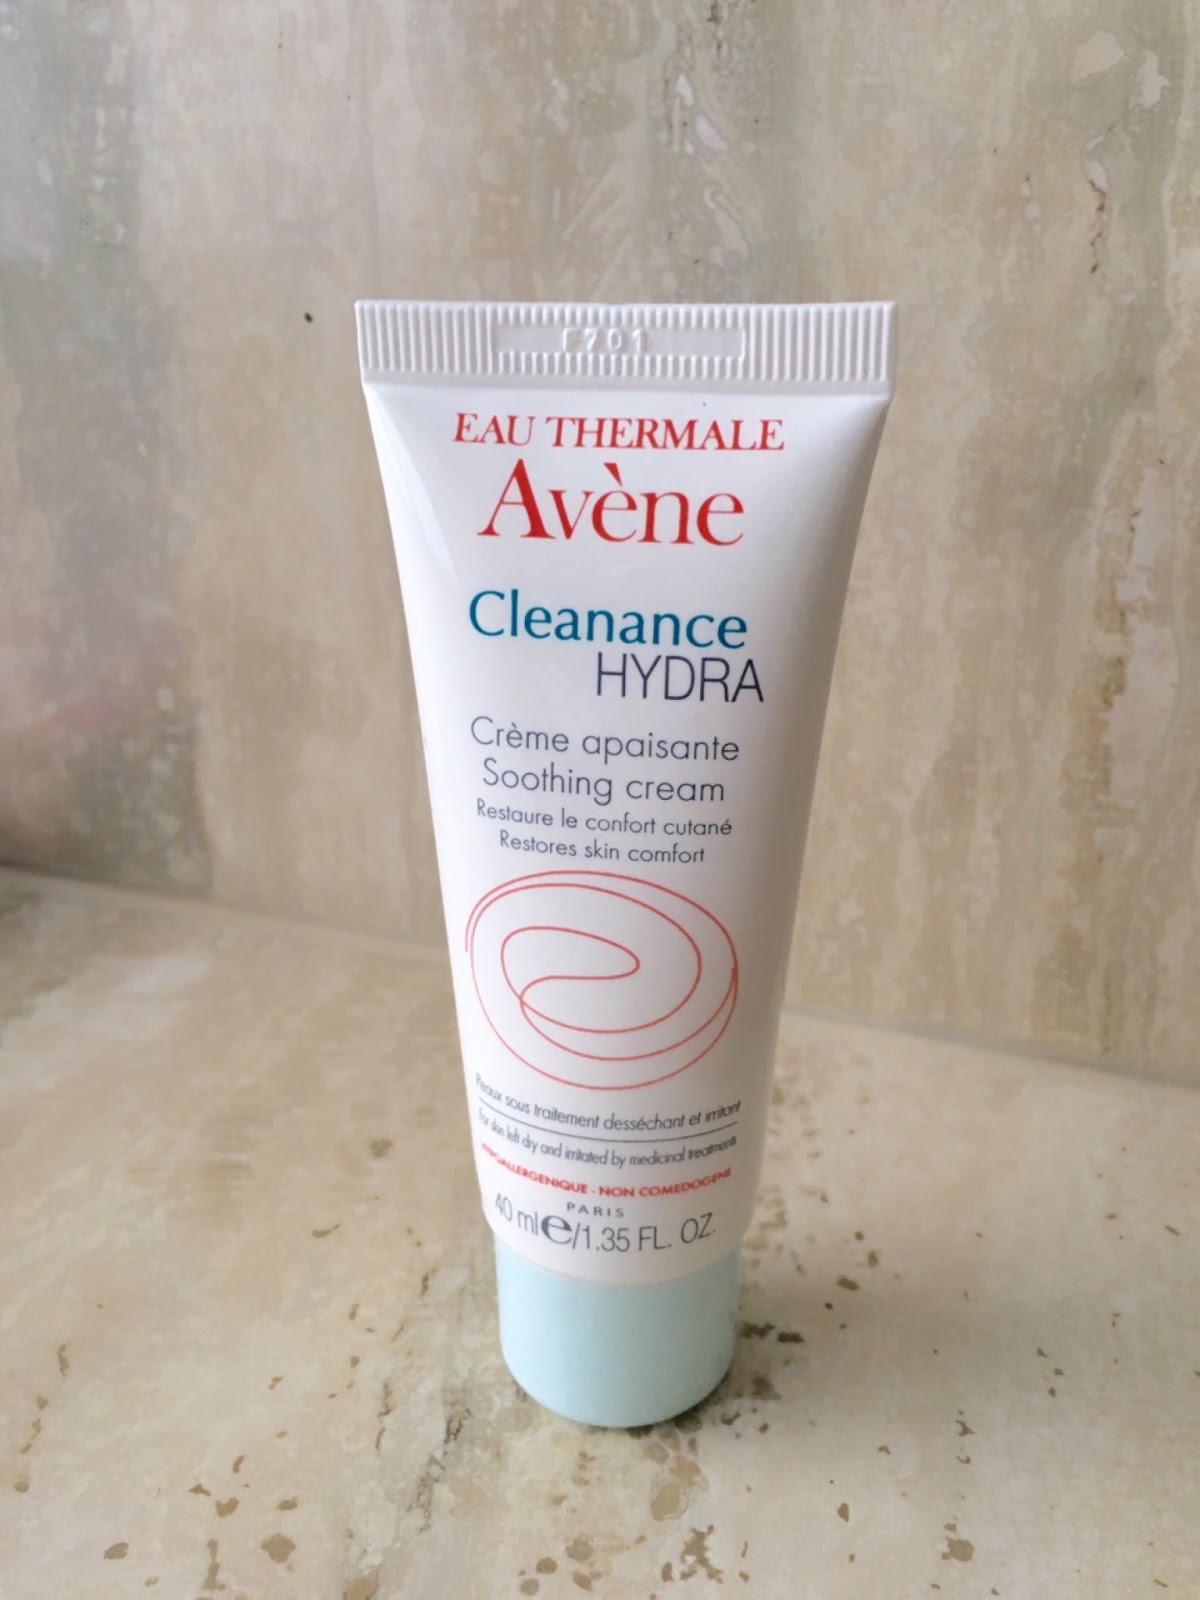 F701
EAU THERMALE
Avène
Cleanance
HYDRA
Crème apaisante
Soothing cream
Restaure le confort cutané
Restores skin comfort
Peaux sous traitement desséchant et irritant
For skin left dry and irritated by medicinal treatments
HYPOALLERGENIQUE - NON COMEDOGENE
PARIS
40 ml e/1.35 FL. OZ.